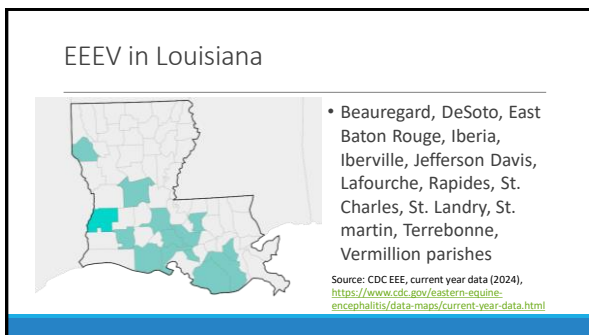 EEEV in Louisiana
• Beauregard, DeSoto, East
Baton Rouge, Iberia,
Iberville, Jefferson Davis,
Lafourche, Rapides, St.
Charles, St. Landry, St.
martin, Terrebonne,
Vermillion parishes
Source: CDC EEE, current year data (2024),
https://www.cdc.gov/eastern-equine-
encephalitis/data-maps/current-year-data.html